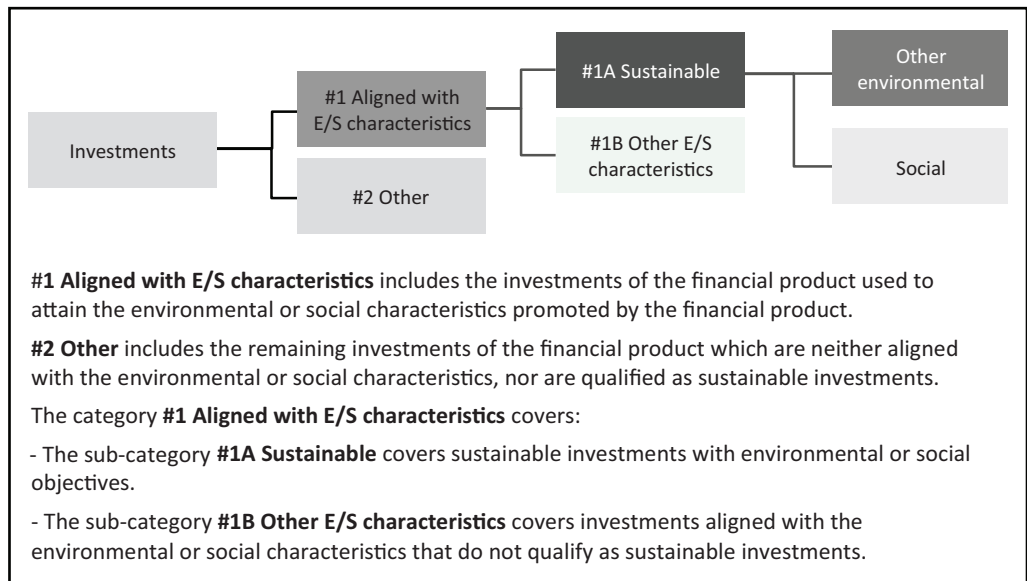 Investments
#1 Aligned with
E/S characteristics
#2 Other
#1A Sustainable
#1B Other E/S
characteristics
Other
environmental
Social
#1 Aligned with E/S characteristics includes the investments of the financial product used to
attain the environmental or social characteristics promoted by the financial product.
#2 Other includes the remaining investments of the financial product which are neither aligned
with the environmental or social characteristics, nor are qualified as sustainable investments.
The category #1 Aligned with E/S characteristics covers:
- The sub-category #1A Sustainable covers sustainable investments with environmental or social
objectives.
- The sub-category #1B Other E/S characteristics covers investments aligned with the
environmental or social characteristics that do not qualify as sustainable investments.